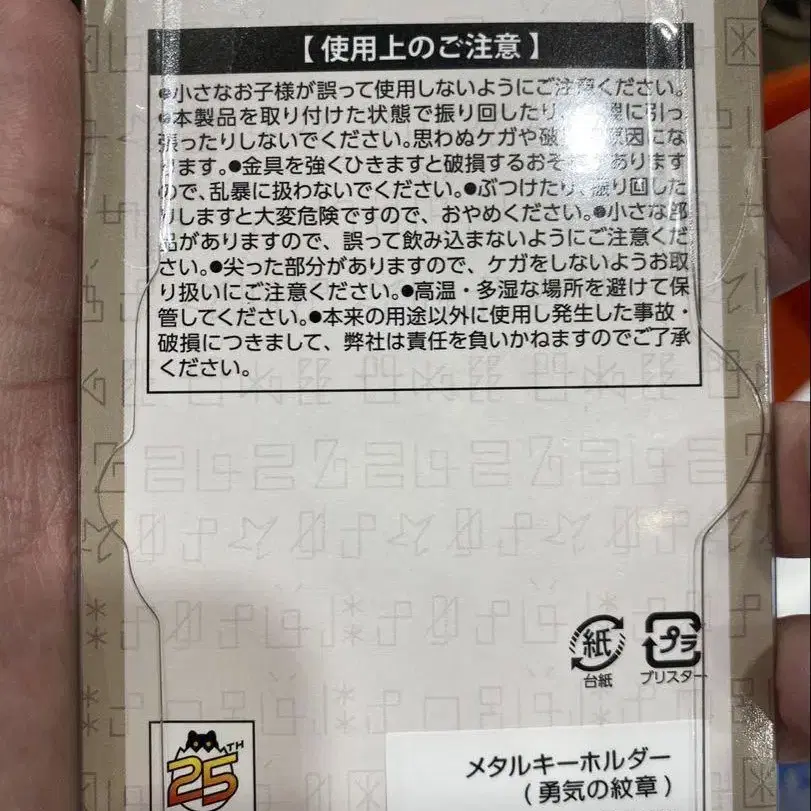 【使用上のご注意】
●小さなお子様が誤って使用しないようにご注意ください。
●本製品を取り付けた状態で振り回したり、に引っ
張ったりしないでください。思わぬケガや破原因にな
ります。●金具を強くひきますと破損するおそれがあります
ので、乱暴に扱わないでください。●ぶつけたり、振り回した
りしますと大変危険ですので、おやめください。●小さな部
品がありますので、誤って飲み込まないようにご注意くだ
さい。●尖った部分がありますので、ケガをしないようお取
り扱いにご注意ください。●高温・多湿な場所を避けて保
管してください。●本来の用途以外に使用し発生した事故・
破損につきまして、弊社は責任を負いかねますのでご了承
ください。
紙 プラ
台紙 ブリスター
25TH
メタルキーホルダー
(勇気の紋章)